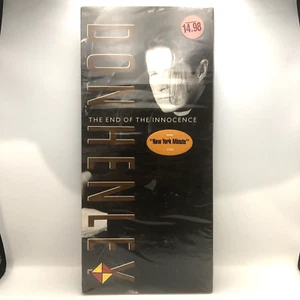 14.98
DON HENLEY
THE END OF THE INNOCENCE
"New York Minute"